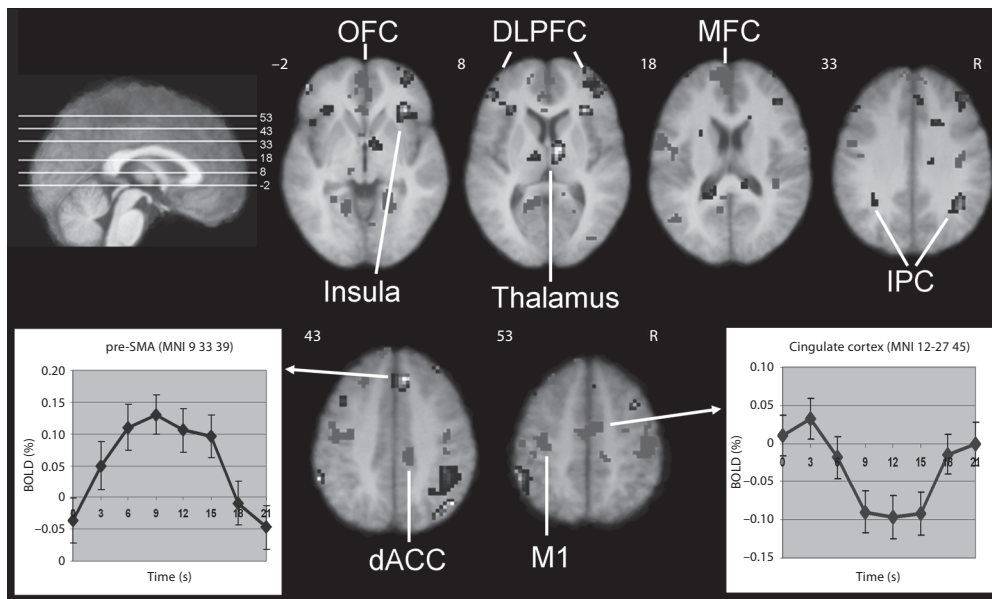 OFC
DLPFC
MFC
−2
8
18
33
R
53
43
33
18
8
−2
Insula
Thalamus
IPC
43
53
R
pre-SMA (MNI 9 33 39)
0.20
0.15
0.10
0.05
0
−0.05
0
BOLD (%)
0 3 6 9 12 15 18 21
Time (s)
dACC
M1
Cingulate cortex (MNI 12-27 45)
0.10
0.05
0
−0.05
−0.10
−0.15
BOLD (%)
0 3 6 9 12 15 18 21
Time (s)